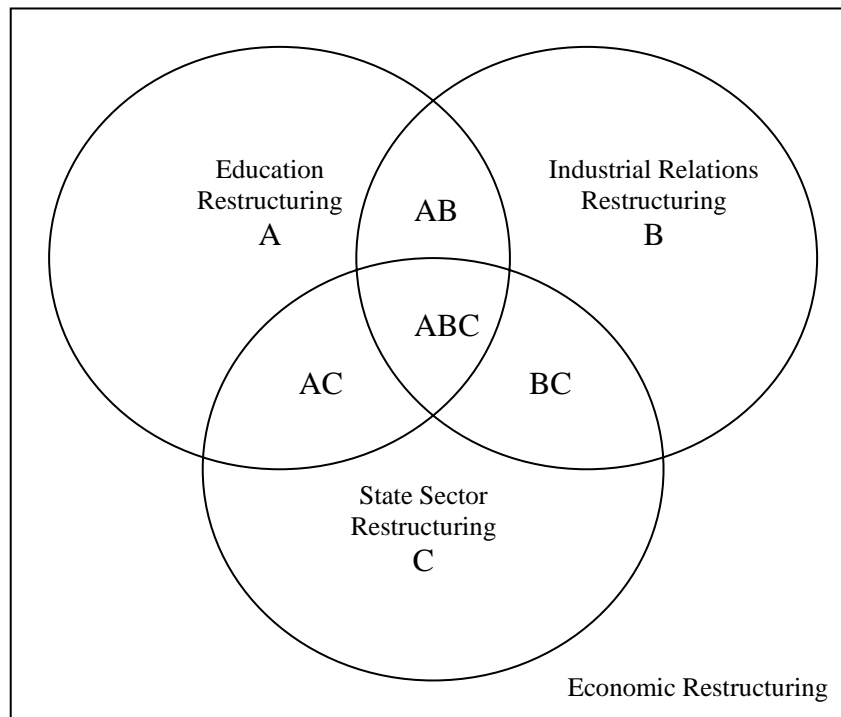 Education
Restructuring
A
Industrial Relations
Restructuring
B
AB
ABC
AC
BC
State Sector
Restructuring
C
Economic Restructuring